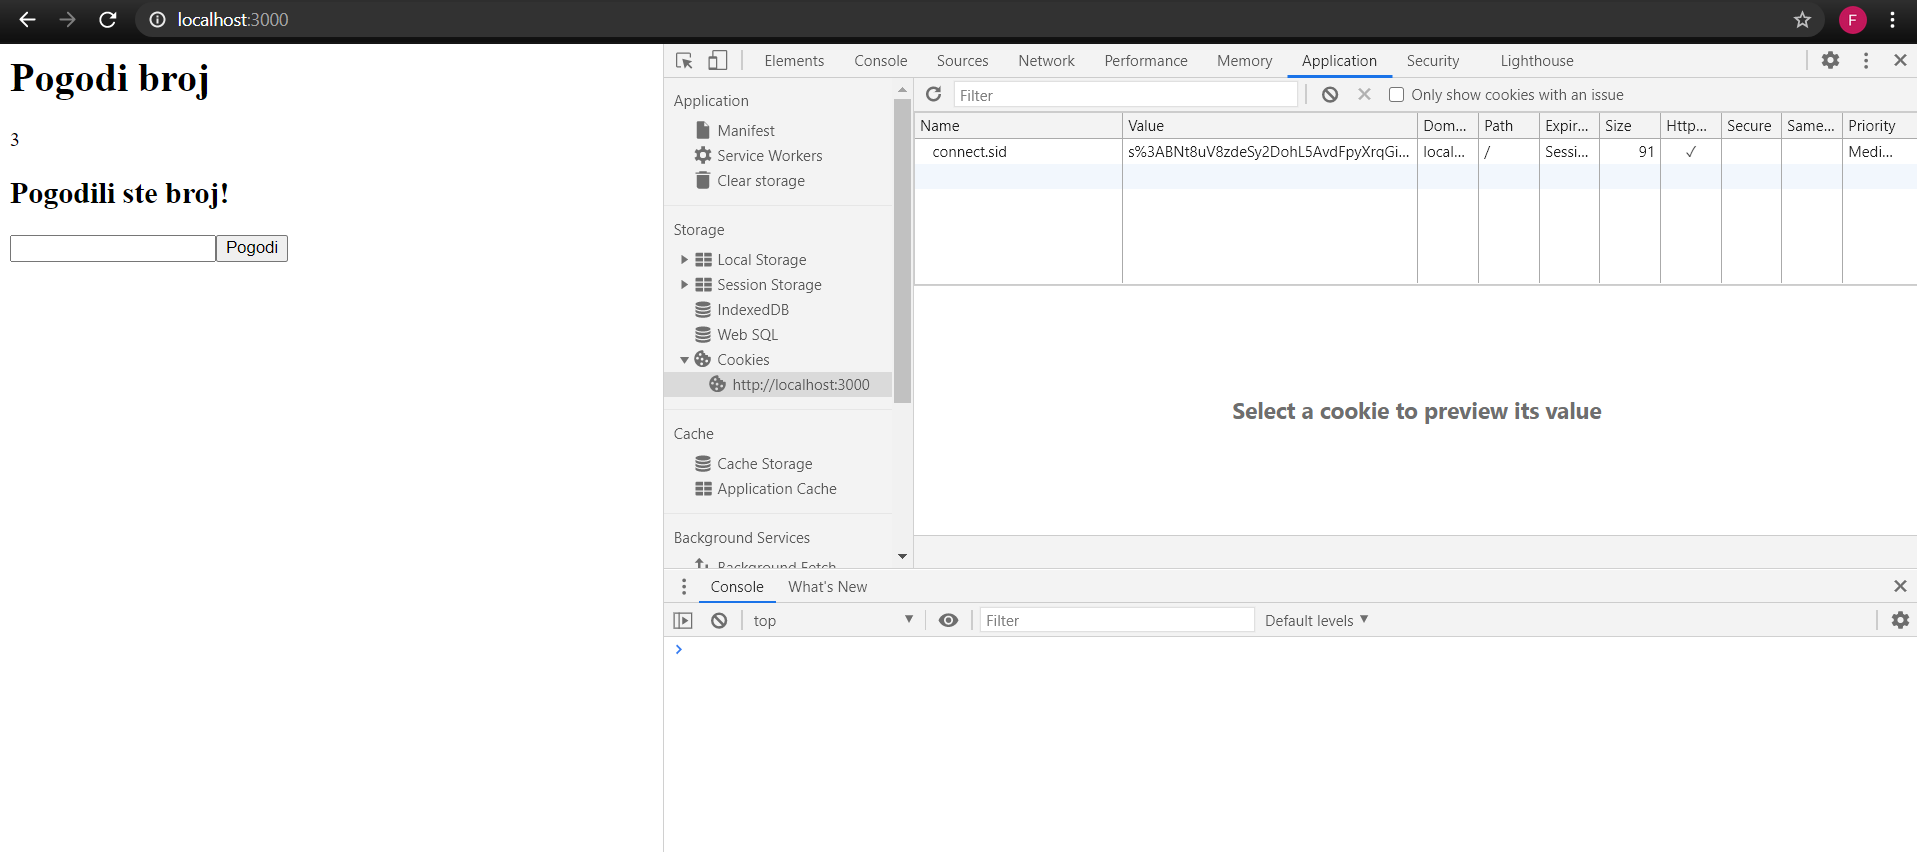 localhost:3000
F
Pogodi broj
3
Pogodili ste broj!
Pogodi
Elements Console Sources Network Performance Memory Application Security Lighthouse
Application
Manifest
Service Workers
Clear storage
Storage
Local Storage
Session Storage
IndexedDB
Web SQL
Cookies
http://localhost:3000
Cache
Cache Storage
Application Cache
Background Services
Background Fetch
Filter
Only show cookies with an issue
Name Value Dom... Path Expir... Size Http... Secure Same... Priority
connect.sid s%3ABNt8uV8zdeSy2DohL5AvdFpyXrqGi... local... / Sessi... 91 ✓ Medi...
Select a cookie to preview its value
Console What's New
top Filter Default levels